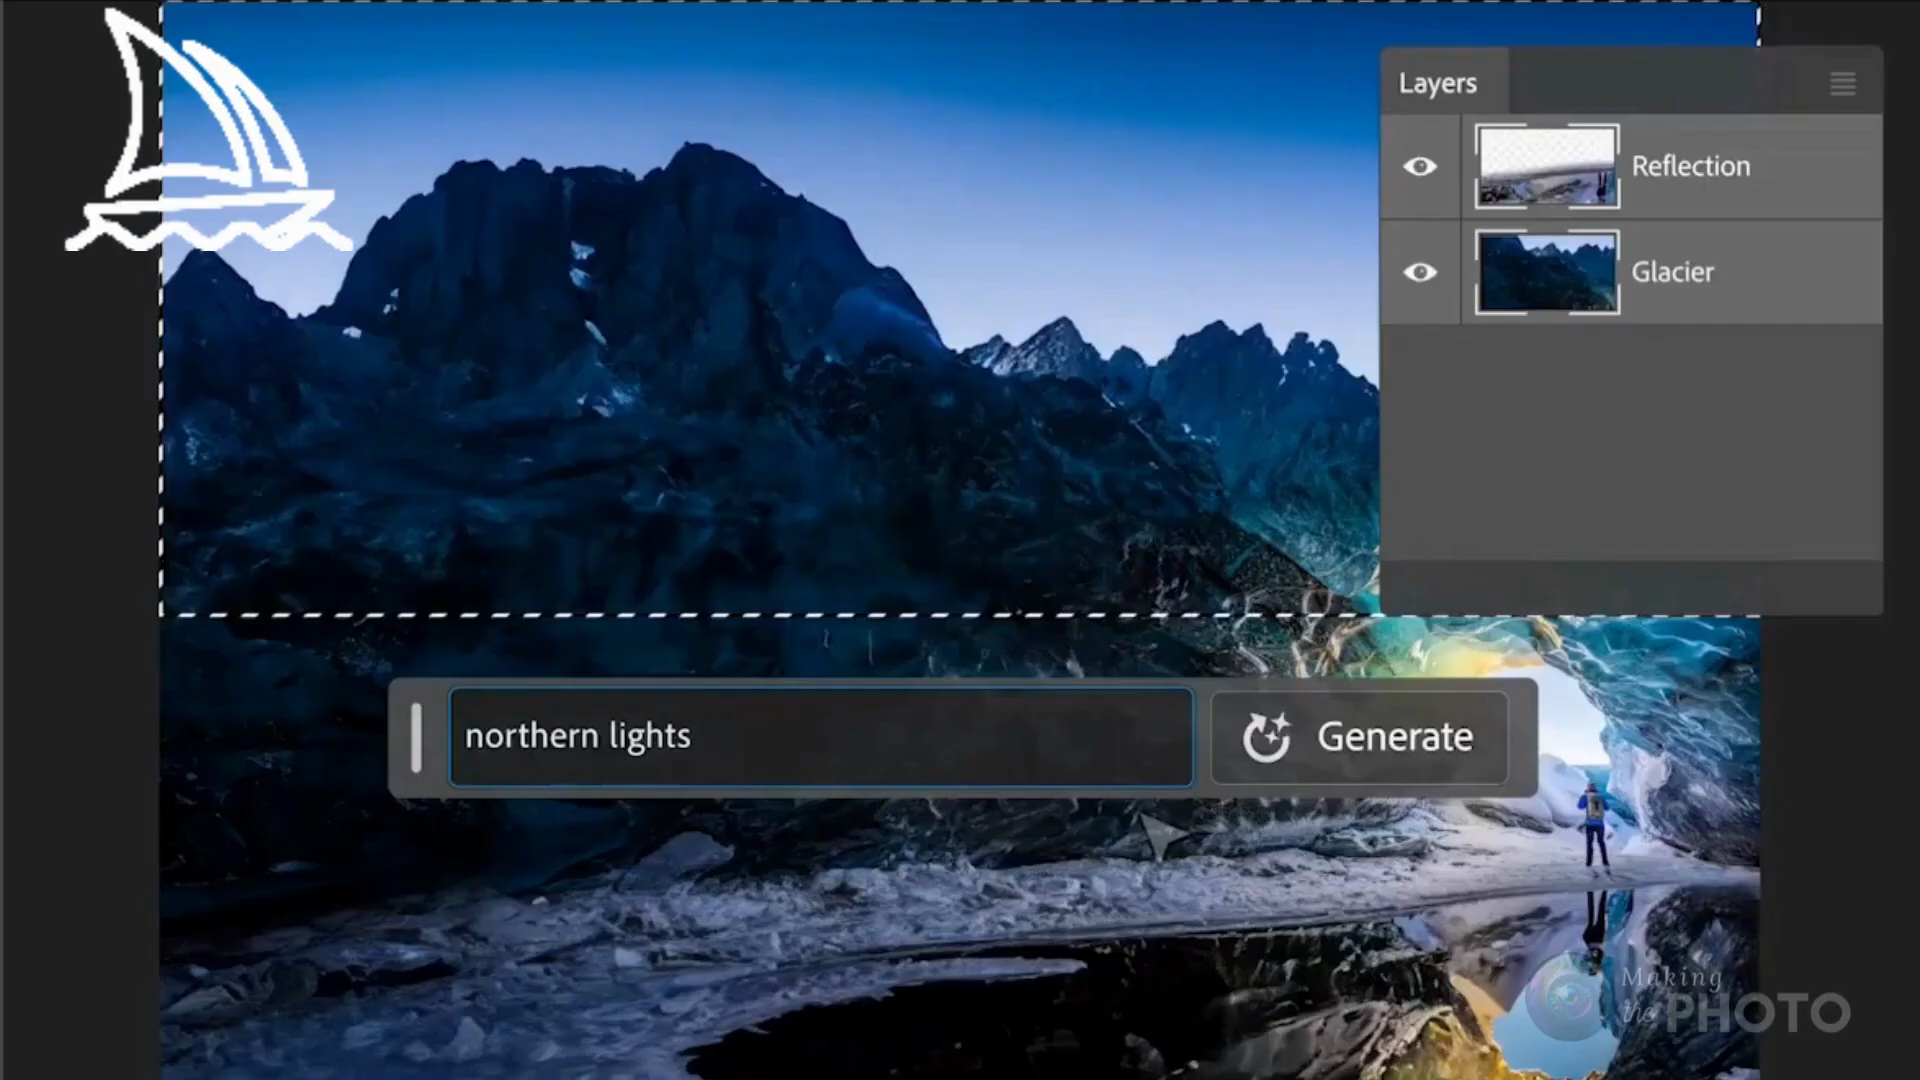 Layers
Reflection
Glacier
northern lights
Generate
Making
the PHOTO